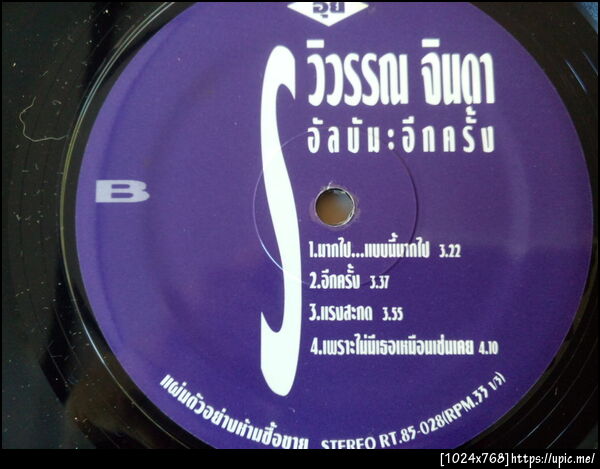 วิวรรณ จินดา
อัลบัม:อีกครั้ง
B
1.มากไป...แบบนี้มากไป 3.22
2.อีกครั้ง 3.37
3.แรงสะกด 3.55
4.เพราะไม่มีเธอเหมือนเช่นเคย 4.10
แผ่นตัวอย่างห้ามซื้อขาย STEREO RT.85-028(RPM.33 1/3)
[1024x768]https://upic.me/